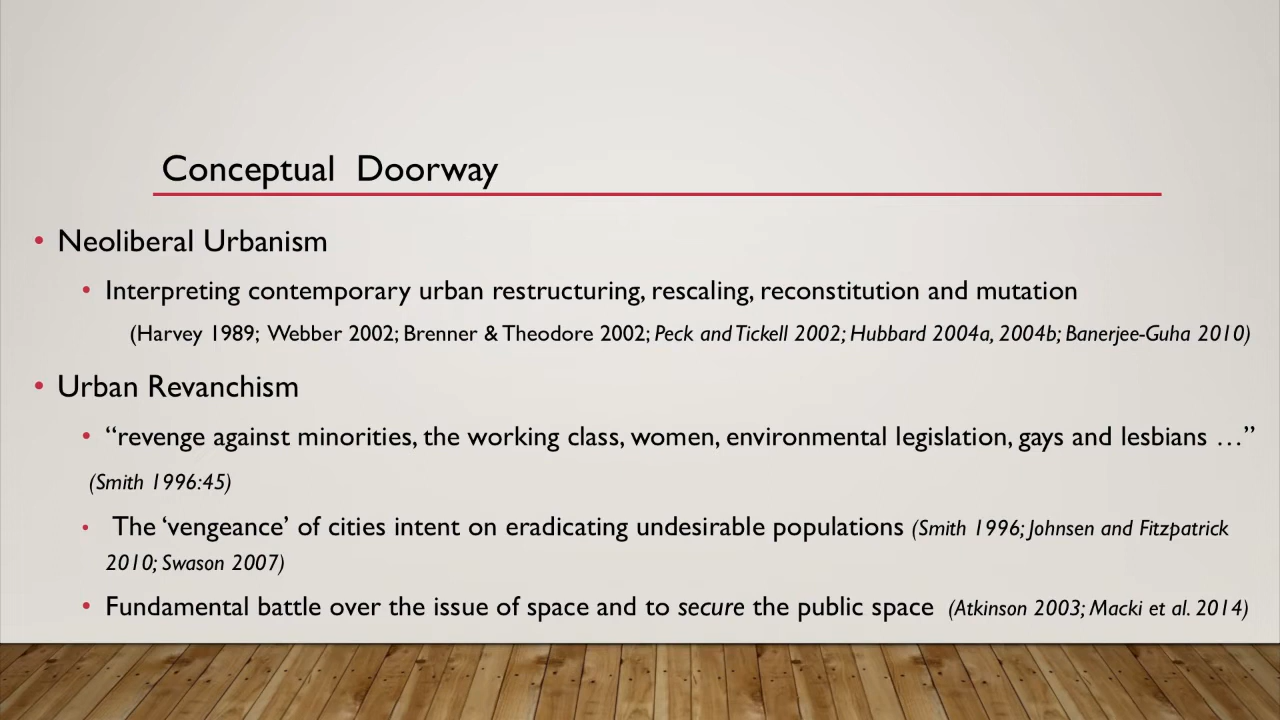 Conceptual Doorway
• Neoliberal Urbanism
• Interpreting contemporary urban restructuring, rescaling, reconstitution and mutation
(Harvey 1989; Webber 2002; Brenner & Theodore 2002; Peck and Tickell 2002; Hubbard 2004a, 2004b; Banerjee-Guha 2010)
• Urban Revanchism
• “revenge against minorities, the working class, women, environmental legislation, gays and lesbians …”
(Smith 1996:45)
• The ‘vengeance’ of cities intent on eradicating undesirable populations (Smith 1996; Johnsen and Fitzpatrick
2010; Swason 2007)
• Fundamental battle over the issue of space and to secure the public space (Atkinson 2003; Macki et al. 2014)